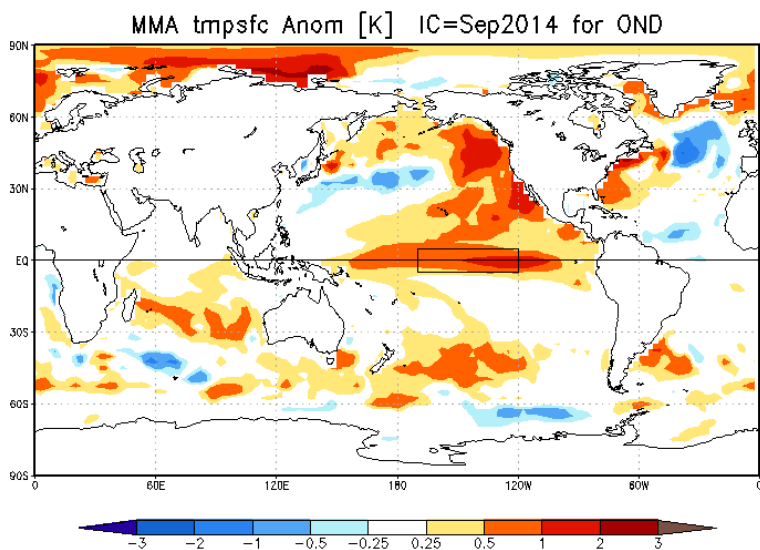 MMA tmpsfc Anom [K] IC=Sep2014 for OND
90N
60N
30N
EQ
30S
60S
90S
0 60E 120E 180 120W 60W 0
-3 -2 -1 -0.5 -0.25 0.25 0.5 1 2 3